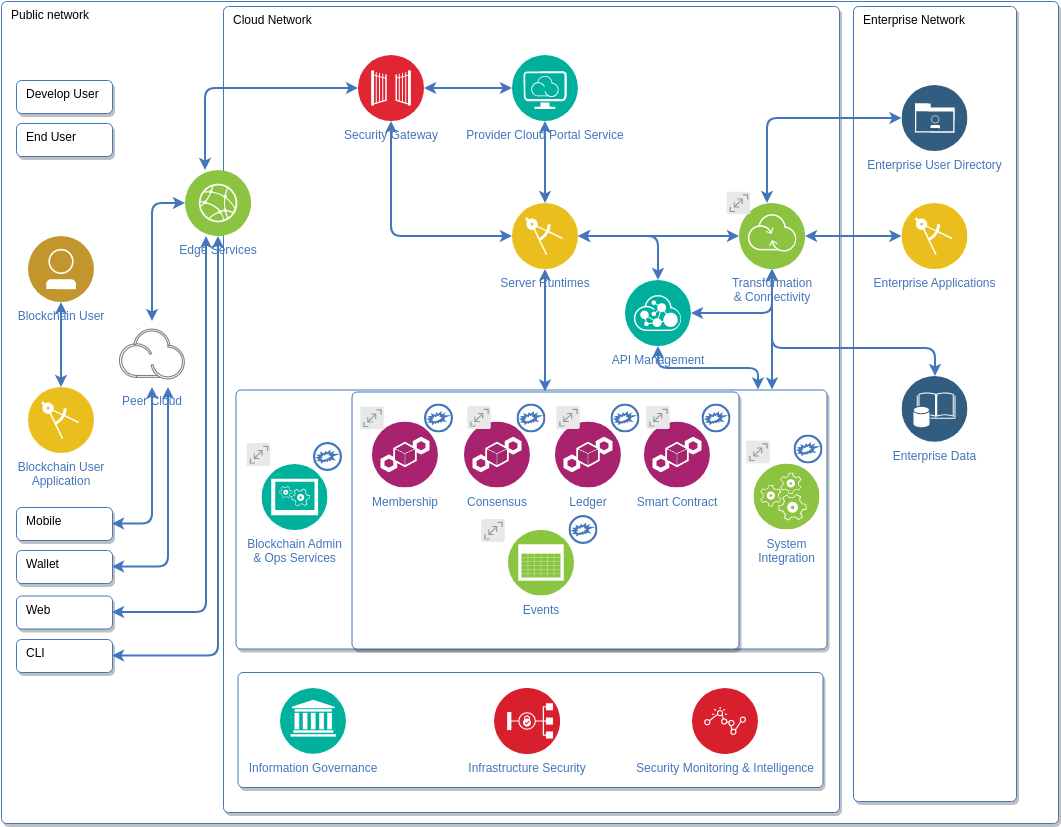 Public network
Cloud Network
Enterprise Network
Develop User
End User
Security Gateway
Provider Cloud Portal Service
Enterprise User Directory
Edge Services
Blockchain User
Server Runtimes
Transformation
& Connectivity
Enterprise Applications
API Management
Peer Cloud
Blockchain User
Application
Enterprise Data
Membership
Consensus
Ledger
Smart Contract
Blockchain Admin
& Ops Services
System
Integration
Events
Mobile
Wallet
Web
CLI
Information Governance
Infrastructure Security
Security Monitoring & Intelligence